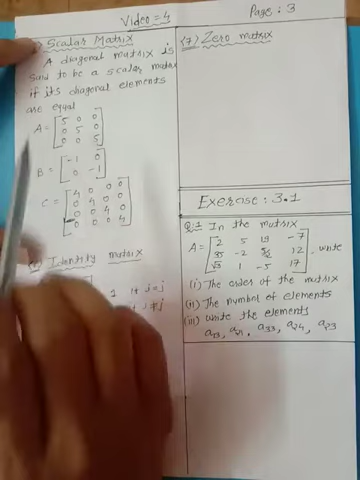 Video = 4
Page : 3
Scalar Matrix
A diagonal matrix is
said to be a scalar matrix
if its diagonal elements
are equal
A = [5 0 0
0 5 0
0 0 5]
B = [-1 0
0 -1]
C = [4 0 0 0
0 4 0 0
0 0 4 0
0 0 0 4]
Identity matrix
1 if i=j
if i≠j
(7) Zero matrix
Exercise : 3.1
Q:1 In the matrix
A = [2 5 19 -7
35 -2 5/2 12
√3 1 -5 17], write
(i) The order of the matrix
(ii) The number of elements
(iii) write the elements
a13, a21, a33, a24, a23